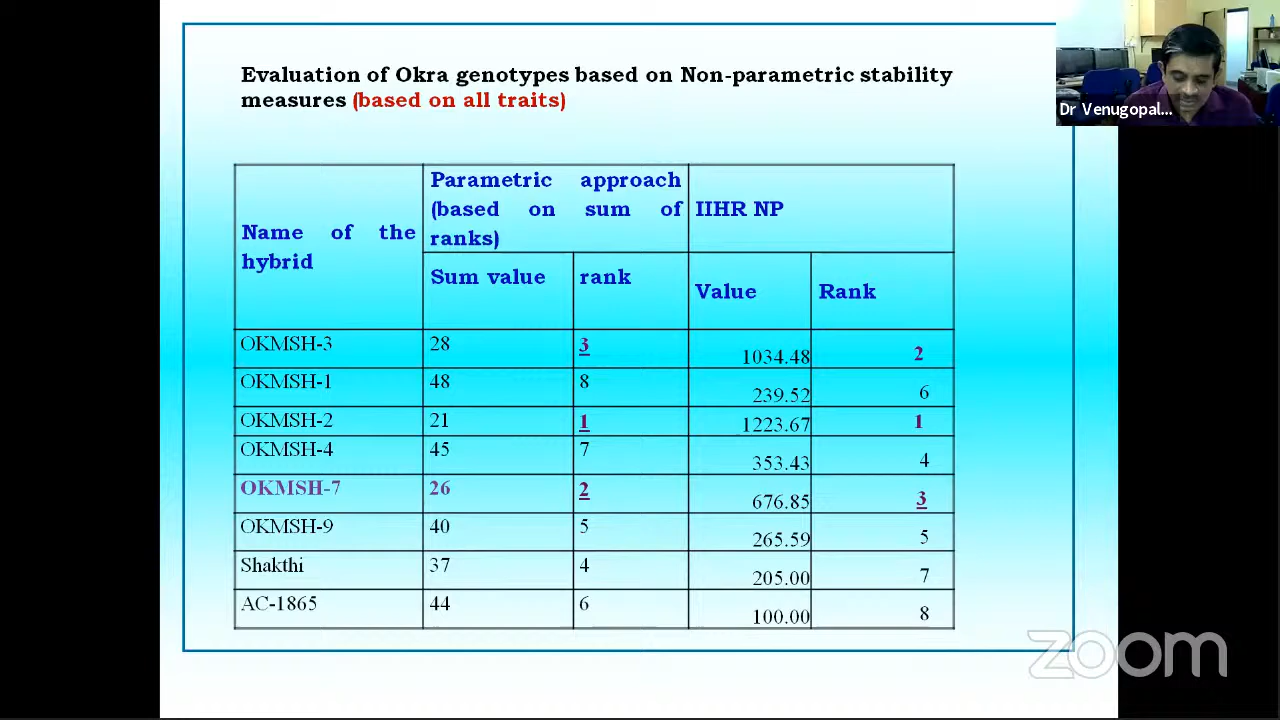 Evaluation of Okra genotypes based on Non-parametric stability
measures (based on all traits)
Dr Venugopal...
Name of the
hybrid
Parametric approach
(based on sum of
ranks)
IIHR NP
Sum value rank Value Rank
OKMSH-3 28 3 1034.48 2
OKMSH-1 48 8 239.52 6
OKMSH-2 21 1 1223.67 1
OKMSH-4 45 7 353.43 4
OKMSH-7 26 2 676.85 3
OKMSH-9 40 5 265.59 5
Shakthi 37 4 205.00 7
AC-1865 44 6 100.00 8
zoom